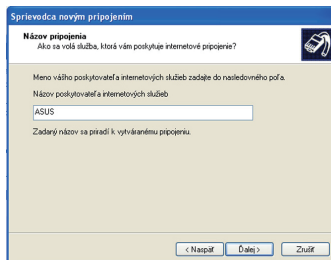 Sprievodca novým pripojením
Názov pripojenia
Ako sa volá služba, ktorá vám poskytuje internetové pripojenie?
Meno vášho poskytovateľa internetových služieb zadajte do nasledovného poľa.
Názov poskytovateľa internetových služieb
ASUS
Zadaný názov sa priradí k vytváranému pripojeniu.
< Naspäť
Ďalej >
Zrušiť